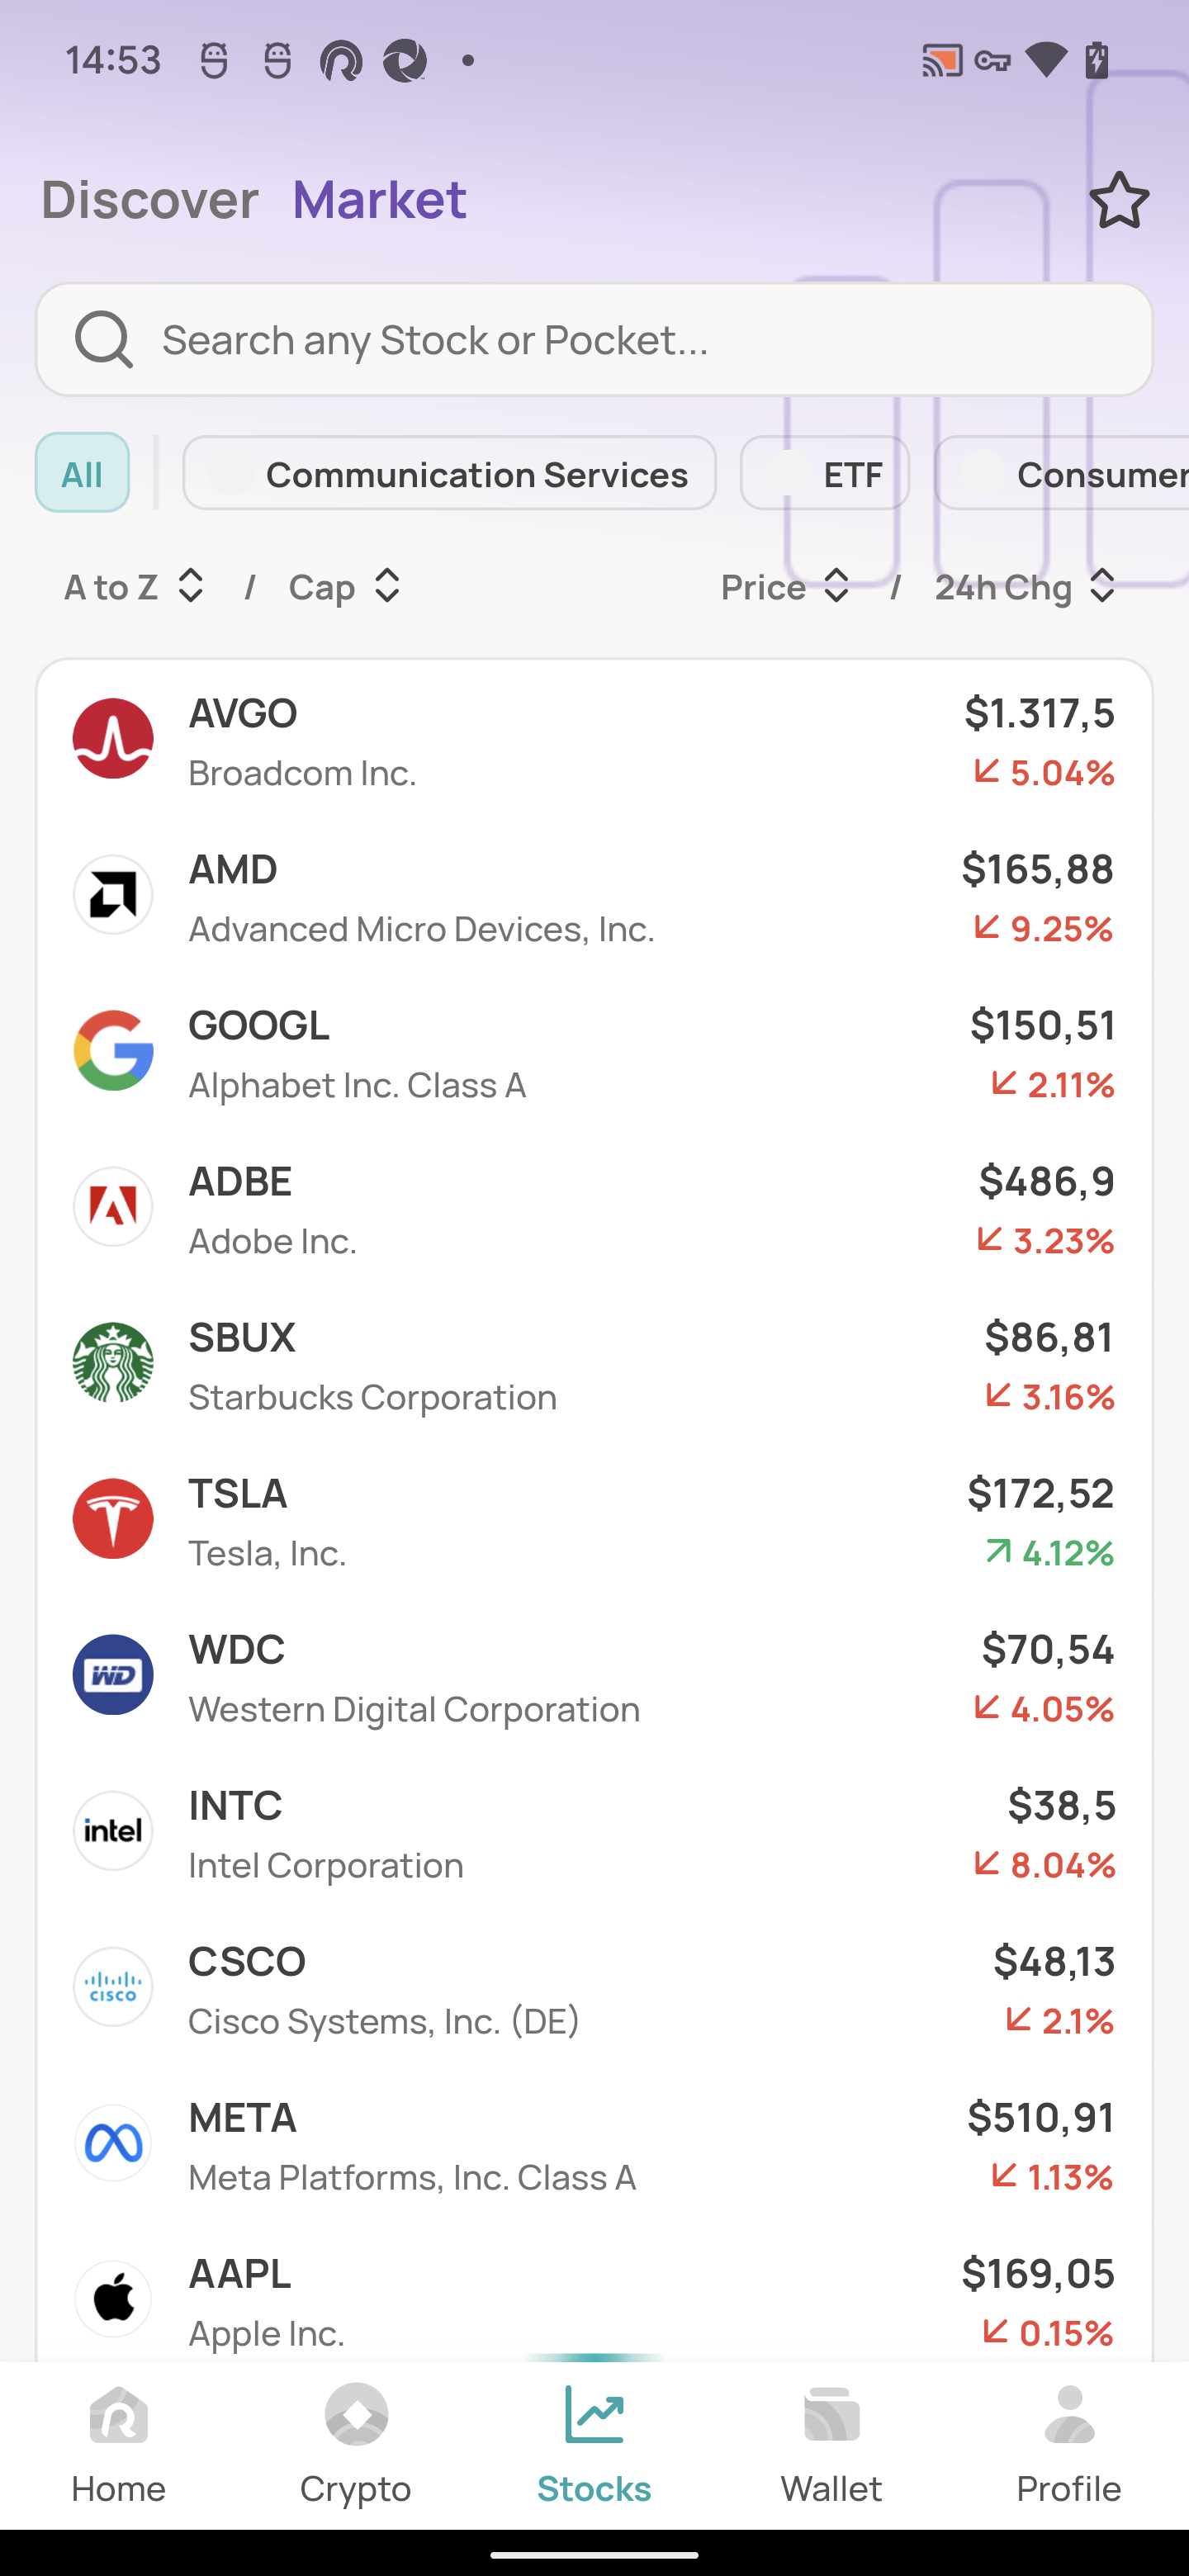 14:53
Discover Market
Search any Stock or Pocket...
All Communication Services ETF Consumer
A to Z / Cap Price / 24h Chg
AVGO $1.317,5
Broadcom Inc. 5.04%
AMD $165,88
Advanced Micro Devices, Inc. 9.25%
GOOGL $150,51
Alphabet Inc. Class A 2.11%
ADBE $486,9
Adobe Inc. 3.23%
SBUX $86,81
Starbucks Corporation 3.16%
TSLA $172,52
Tesla, Inc. 4.12%
WD
WDC $70,54
Western Digital Corporation 4.05%
intel
INTC $38,5
Intel Corporation 8.04%
CISCO
CSCO $48,13
Cisco Systems, Inc. (DE) 2.1%
META $510,91
Meta Platforms, Inc. Class A 1.13%
AAPL $169,05
Apple Inc. 0.15%
Home Crypto Stocks Wallet Profile